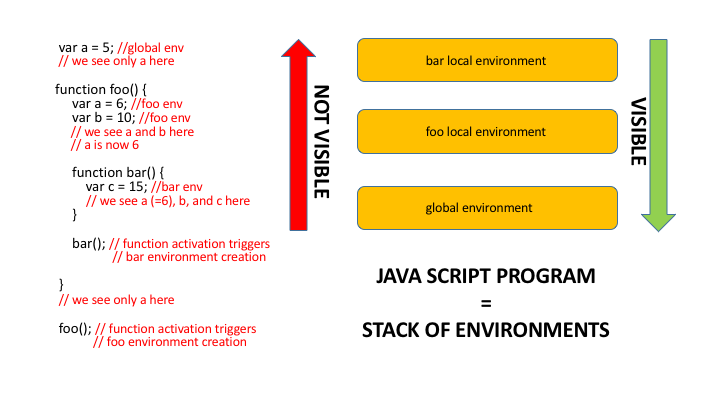 var a = 5; //global env
// we see only a here
function foo() {
var a = 6; //foo env
var b = 10; //foo env
// we see a and b here
// a is now 6
function bar() {
var c = 15; //bar env
// we see a (=6), b, and c here
}
bar(); // function activation triggers
// bar environment creation
}
// we see only a here
foo(); // function activation triggers
// foo environment creation
NOT VISIBLE
bar local environment
foo local environment
global environment
VISIBLE
JAVA SCRIPT PROGRAM
=
STACK OF ENVIRONMENTS